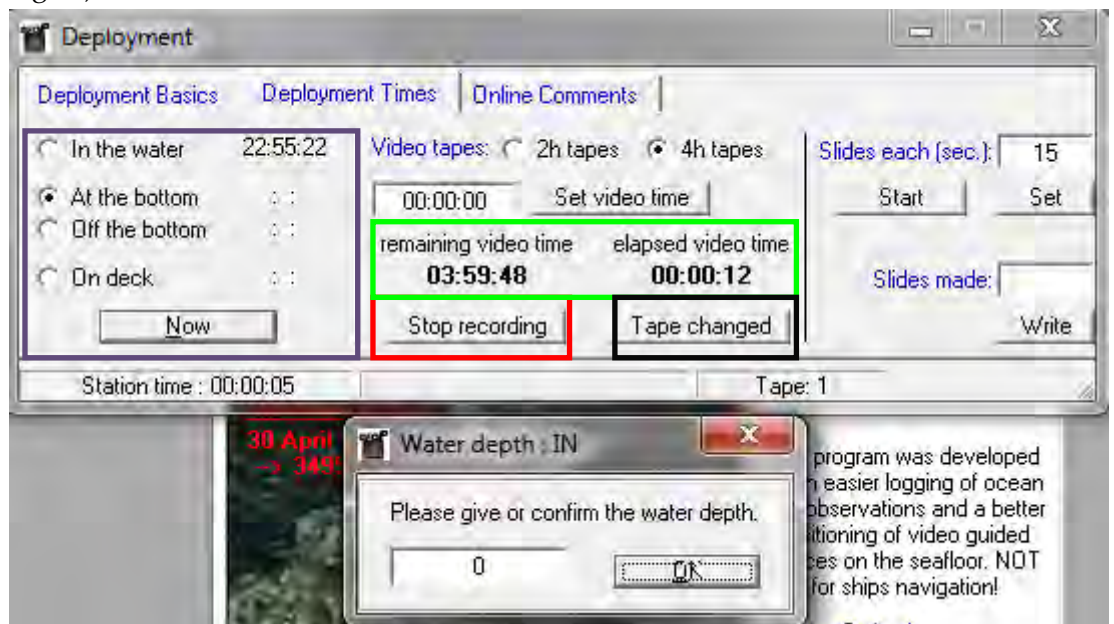 Deployment
Deployment Basics Deployment Times Online Comments
In the water 22:55:22 Video tapes: 2h tapes 4h tapes Slides each (sec.): 15
At the bottom : : 00:00:00 Set video time Start Set
Off the bottom : : remaining video time elapsed video time
On deck : : 03:59:48 00:00:12 Slides made:
Now Stop recording Tape changed Write
Station time : 00:00:05 Tape: 1
30 April
Water depth : IN
Please give or confirm the water depth.
0 OK
program was developed
easier logging of ocean
observations and a better
of video guided
on the seafloor. NOT
for ships navigation!